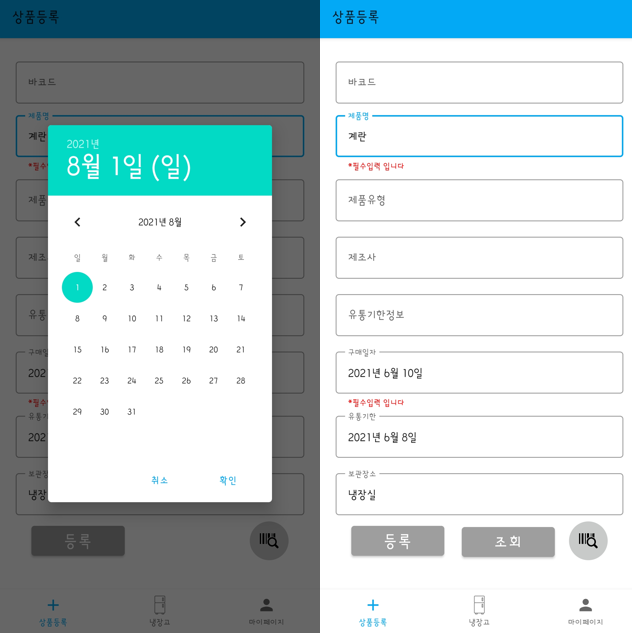 상품등록
바코드
제품명
계란
*필수입
제품
제조
유통
구매일자
202
*필수입
유통기
202
보관장
냉장
2021년
8월 1일 (일)
2021년 8월
일 월 화 수 목 금 토
1 2 3 4 5 6 7
8 9 10 11 12 13 14
15 16 17 18 19 20 21
22 23 24 25 26 27 28
29 30 31
취소 확인
등록
상품등록 냉장고 마이페이지
상품등록
바코드
제품명
계란
*필수입력 입니다
제품유형
제조사
유통기한정보
구매일자
2021년 6월 10일
*필수입력 입니다
유통기한
2021년 6월 8일
보관장소
냉장실
등록 조회
상품등록 냉장고 마이페이지